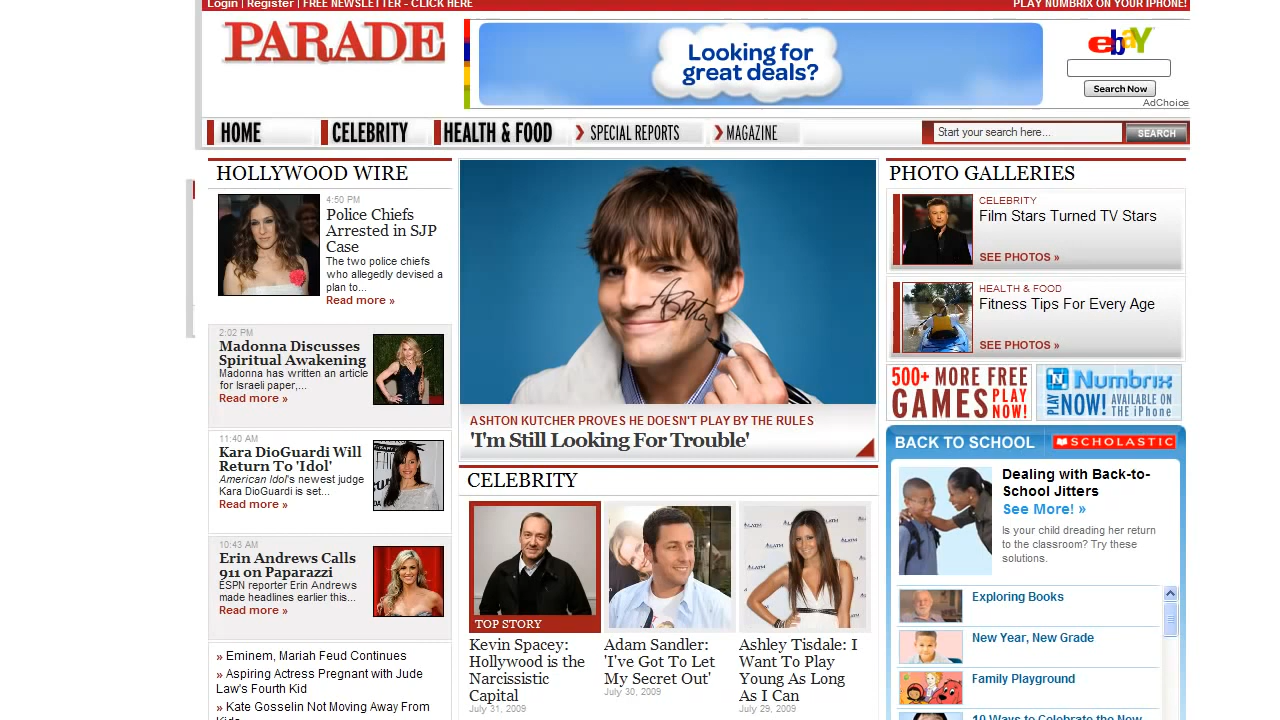 Login | Register | FREE NEWSLETTER - CLICK HERE
PLAY NUMBRIX ON YOUR IPHONE!
PARADE
Looking for
great deals?
ebaY
Search Now
AdChoice
HOME
CELEBRITY
HEALTH & FOOD
SPECIAL REPORTS
MAGAZINE
Start your search here...
SEARCH
HOLLYWOOD WIRE
4:50 PM
Police Chiefs
Arrested in SJP
Case
The two police chiefs
who allegedly devised a
plan to...
Read more »
2:02 PM
Madonna Discusses
Spiritual Awakening
Madonna has written an article
for Israeli paper,...
Read more »
11:40 AM
Kara DioGuardi Will
Return To 'Idol'
American Idol's newest judge
Kara DioGuardi is set...
Read more »
10:43 AM
Erin Andrews Calls
911 on Paparazzi
ESPN reporter Erin Andrews
made headlines earlier this...
Read more »
» Eminem, Mariah Feud Continues
» Aspiring Actress Pregnant with Jude
Law's Fourth Kid
» Kate Gosselin Not Moving Away From
Kids
ASHTON KUTCHER PROVES HE DOESN'T PLAY BY THE RULES
'I'm Still Looking For Trouble'
CELEBRITY
TOP STORY
Kevin Spacey:
Hollywood is the
Narcissistic
Capital
July 31, 2009
Adam Sandler:
'I've Got To Let
My Secret Out'
July 30, 2009
Ashley Tisdale: I
Want To Play
Young As Long
As I Can
July 29, 2009
PHOTO GALLERIES
CELEBRITY
Film Stars Turned TV Stars
SEE PHOTOS »
HEALTH & FOOD
Fitness Tips For Every Age
SEE PHOTOS »
500+ MORE FREE
GAMES PLAY NOW!
N Numbrix
PLAY NOW! AVAILABLE ON THE iPhone
BACK TO SCHOOL
SCHOLASTIC
Dealing with Back-to-
School Jitters
See More! »
Is your child dreading her return
to the classroom? Try these
solutions.
Exploring Books
New Year, New Grade
Family Playground
10 Ways to Celebrate the New